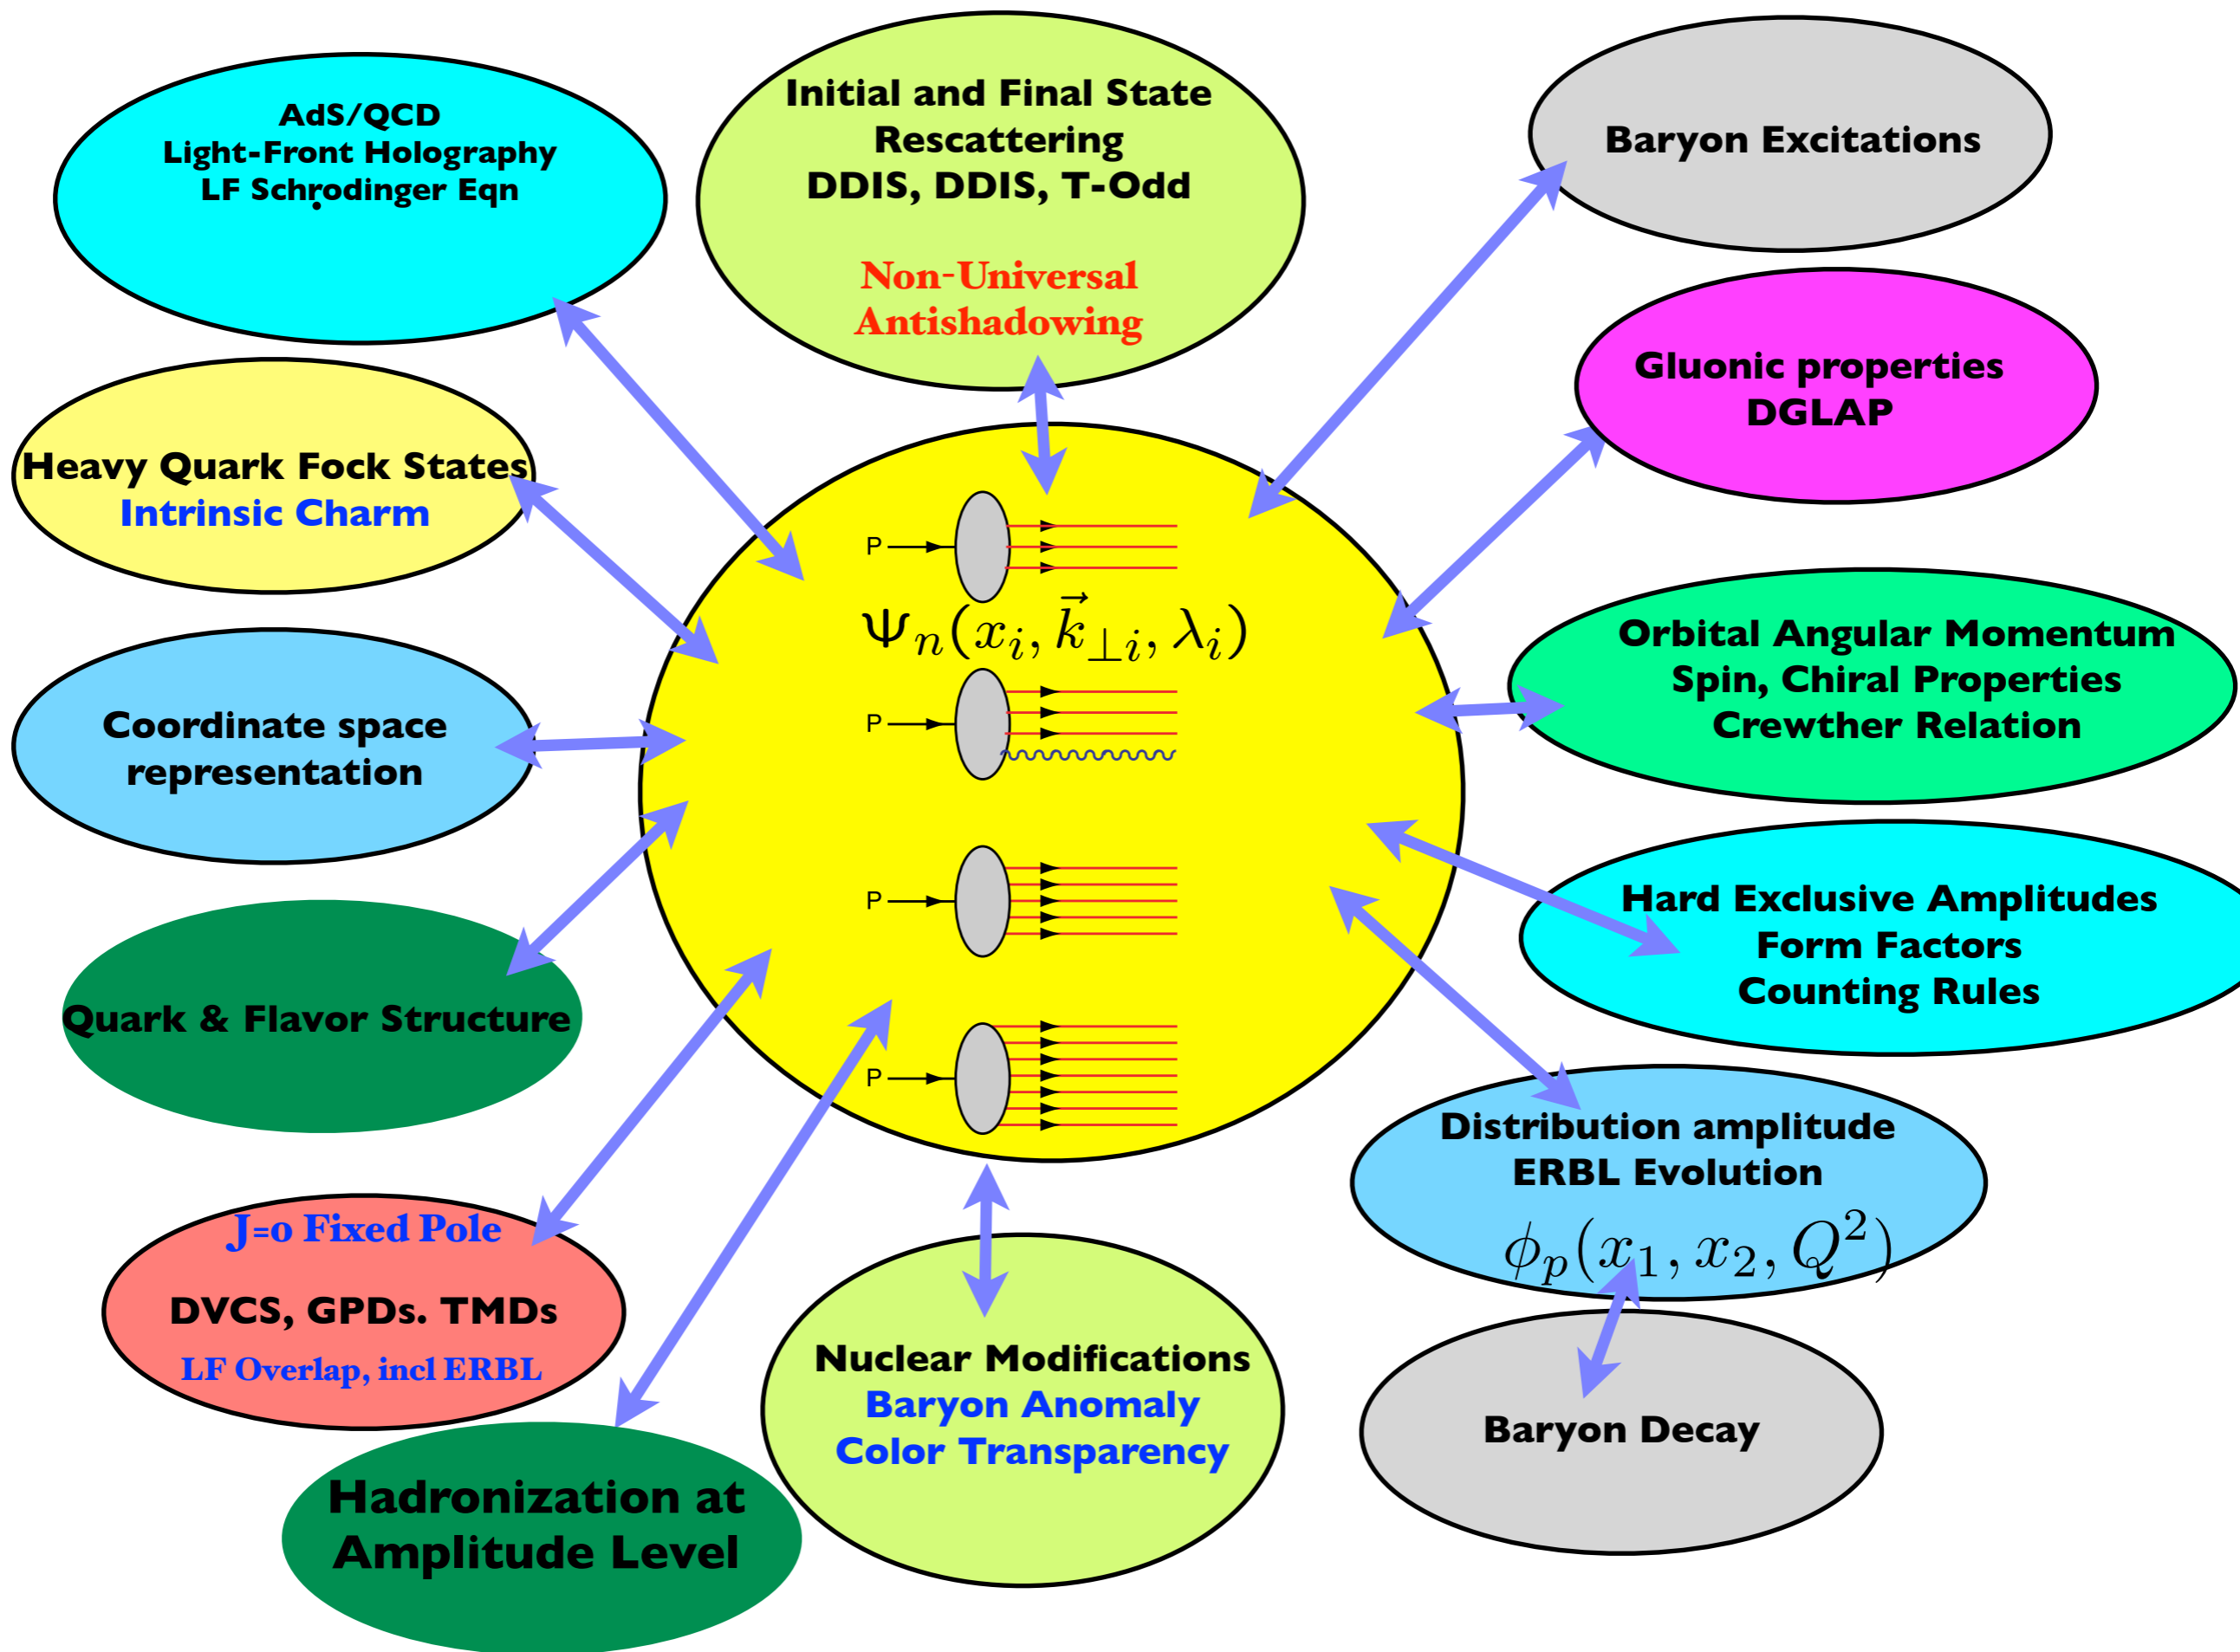 AdS/QCD
Light-Front Holography
LF Schrodinger Eqn
Initial and Final State
Rescattering
DDIS, DDIS, T-Odd
Non-Universal
Antishadowing
Baryon Excitations
Gluonic properties
DGLAP
Heavy Quark Fock States
Intrinsic Charm
P
Ψₙ(xᵢ, k⃗⊥ᵢ, λᵢ)
P
P
P
Orbital Angular Momentum
Spin, Chiral Properties
Crewther Relation
Coordinate space
representation
Hard Exclusive Amplitudes
Form Factors
Counting Rules
Quark & Flavor Structure
Distribution amplitude
ERBL Evolution
ϕₚ(x₁, x₂, Q²)
J=0 Fixed Pole
DVCS, GPDs. TMDs
LF Overlap, incl ERBL
Nuclear Modifications
Baryon Anomaly
Color Transparency
Baryon Decay
Hadronization at
Amplitude Level